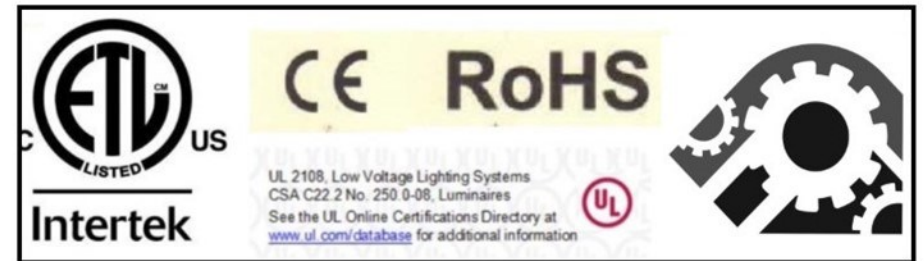 ETL CM
LISTED
C US
Intertek
CE RoHS
UL 2108, Low Voltage Lighting Systems
CSA C22.2 No. 250.0-08, Luminaires
See the UL Online Certifications Directory at
www.ul.com/database for additional information
UL